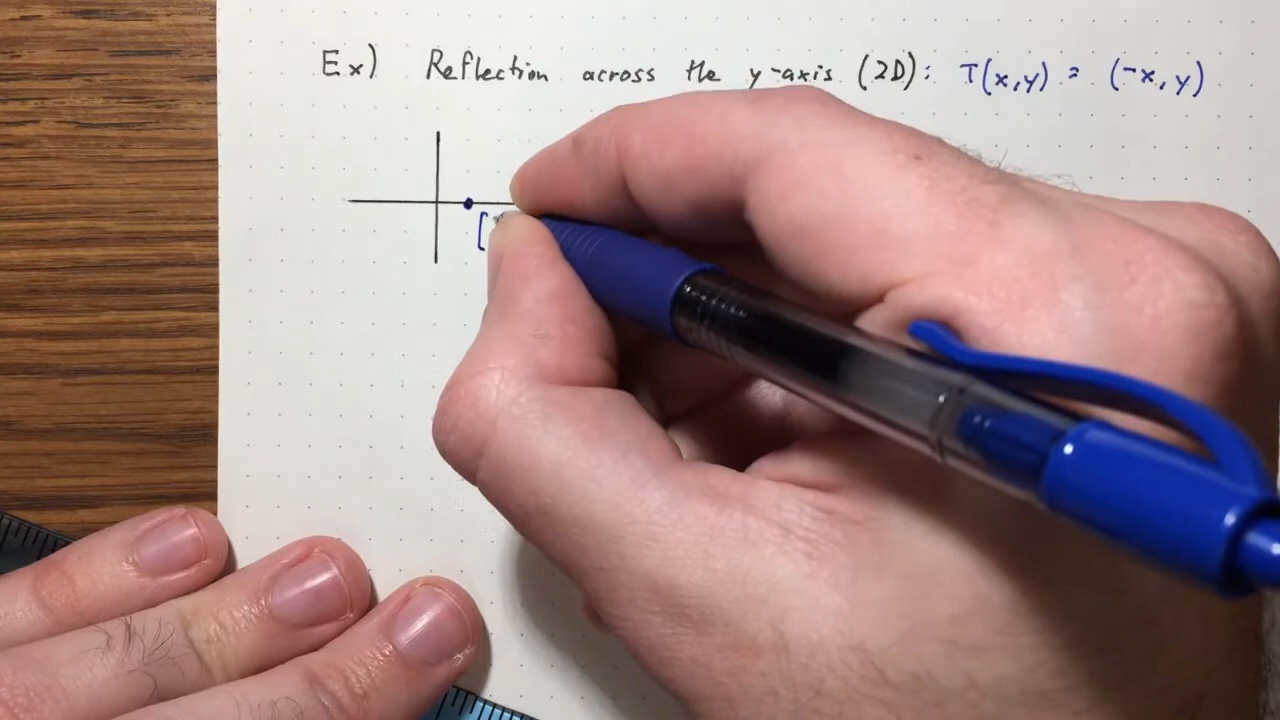 Ex) Reflection across the y-axis (2D): T(x,y) = (-x, y)
[